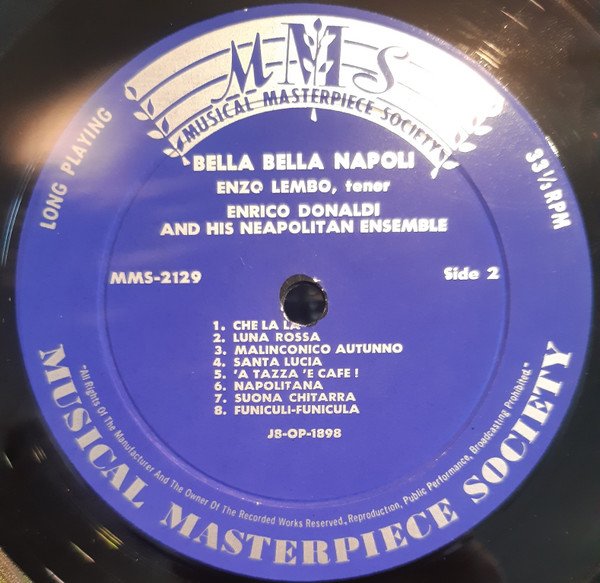 MMS
MUSICAL MASTERPIECE SOCIETY
LONG PLAYING
33 1/3 RPM
BELLA BELLA NAPOLI
ENZO LEMBO, tenor
ENRICO DONALDI
AND HIS NEAPOLITAN ENSEMBLE
MMS-2129
Side 2
1. CHE LA LA
2. LUNA ROSSA
3. MALINCONICO AUTUNNO
4. SANTA LUCIA
5. 'A TAZZA 'E CAFE !
6. NAPOLITANA
7. SUONA CHITARRA
8. FUNICULI-FUNICULA
J8-OP-1898
"All Rights Of The Manufacturer And The Owner Of The Recorded Works Reserved., Reproduction, Public Performance, Broadcasting Prohibited."
MUSICAL MASTERPIECE SOCIETY